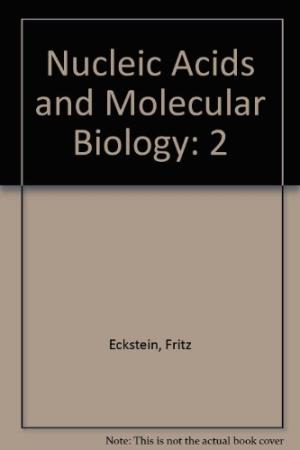 Nucleic Acids
and Molecular
Biology: 2
Eckstein, Fritz
Note: This is not the actual book cover